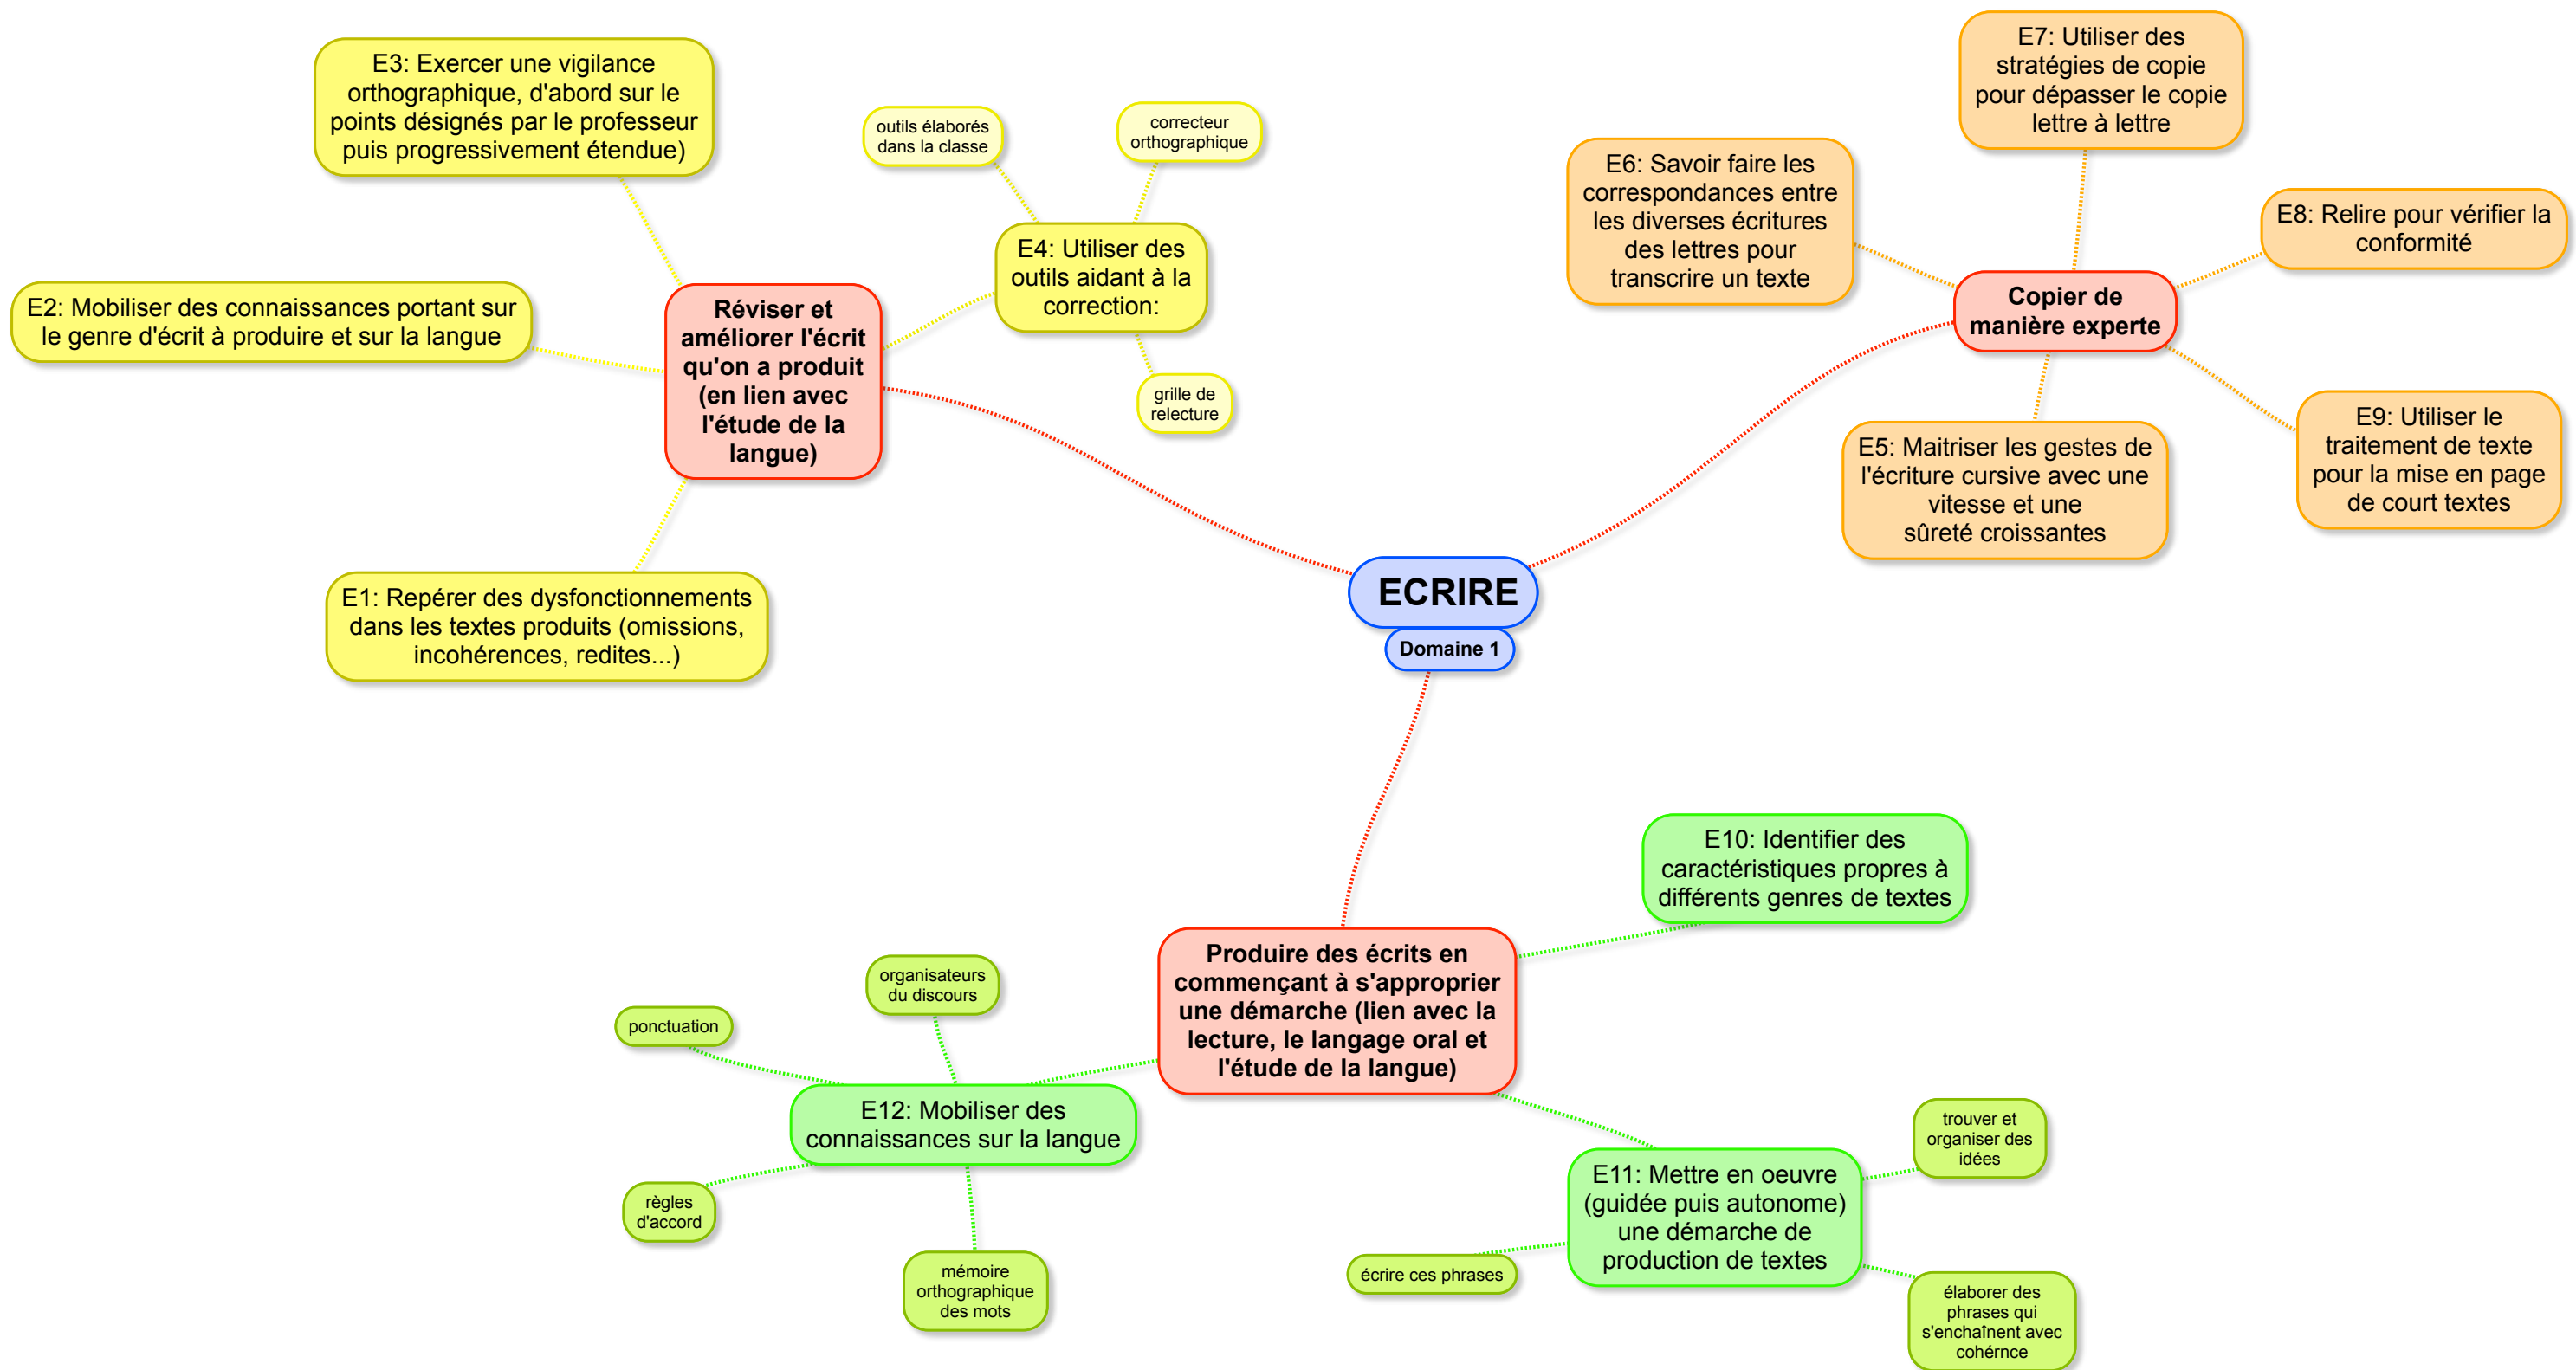 E3: Exercer une vigilance
orthographique, d'abord sur le
points désignés par le professeur
puis progressivement étendue)
outils élaborés
dans la classe
correcteur
orthographique
E4: Utiliser des
outils aidant à la
correction:
grille de
relecture
E2: Mobiliser des connaissances portant sur
le genre d'écrit à produire et sur la langue
Réviser et
améliorer l'écrit
qu'on a produit
(en lien avec
l'étude de la
langue)
E1: Repérer des dysfonctionnements
dans les textes produits (omissions,
incohérences, redites...)
E7: Utiliser des
stratégies de copie
pour dépasser le copie
lettre à lettre
E6: Savoir faire les
correspondances entre
les diverses écritures
des lettres pour
transcrire un texte
E8: Relire pour vérifier la
conformité
Copier de
manière experte
E5: Maitriser les gestes de
l'écriture cursive avec une
vitesse et une
sûreté croissantes
E9: Utiliser le
traitement de texte
pour la mise en page
de court textes
ECRIRE
Domaine 1
E10: Identifier des
caractéristiques propres à
différents genres de textes
Produire des écrits en
commençant à s'approprier
une démarche (lien avec la
lecture, le langage oral et
l'étude de la langue)
organisateurs
du discours
ponctuation
E12: Mobiliser des
connaissances sur la langue
règles
d'accord
mémoire
orthographique
des mots
trouver et
organiser des
idées
E11: Mettre en oeuvre
(guidée puis autonome)
une démarche de
production de textes
écrire ces phrases
élaborer des
phrases qui
s'enchaînent avec
cohérnce